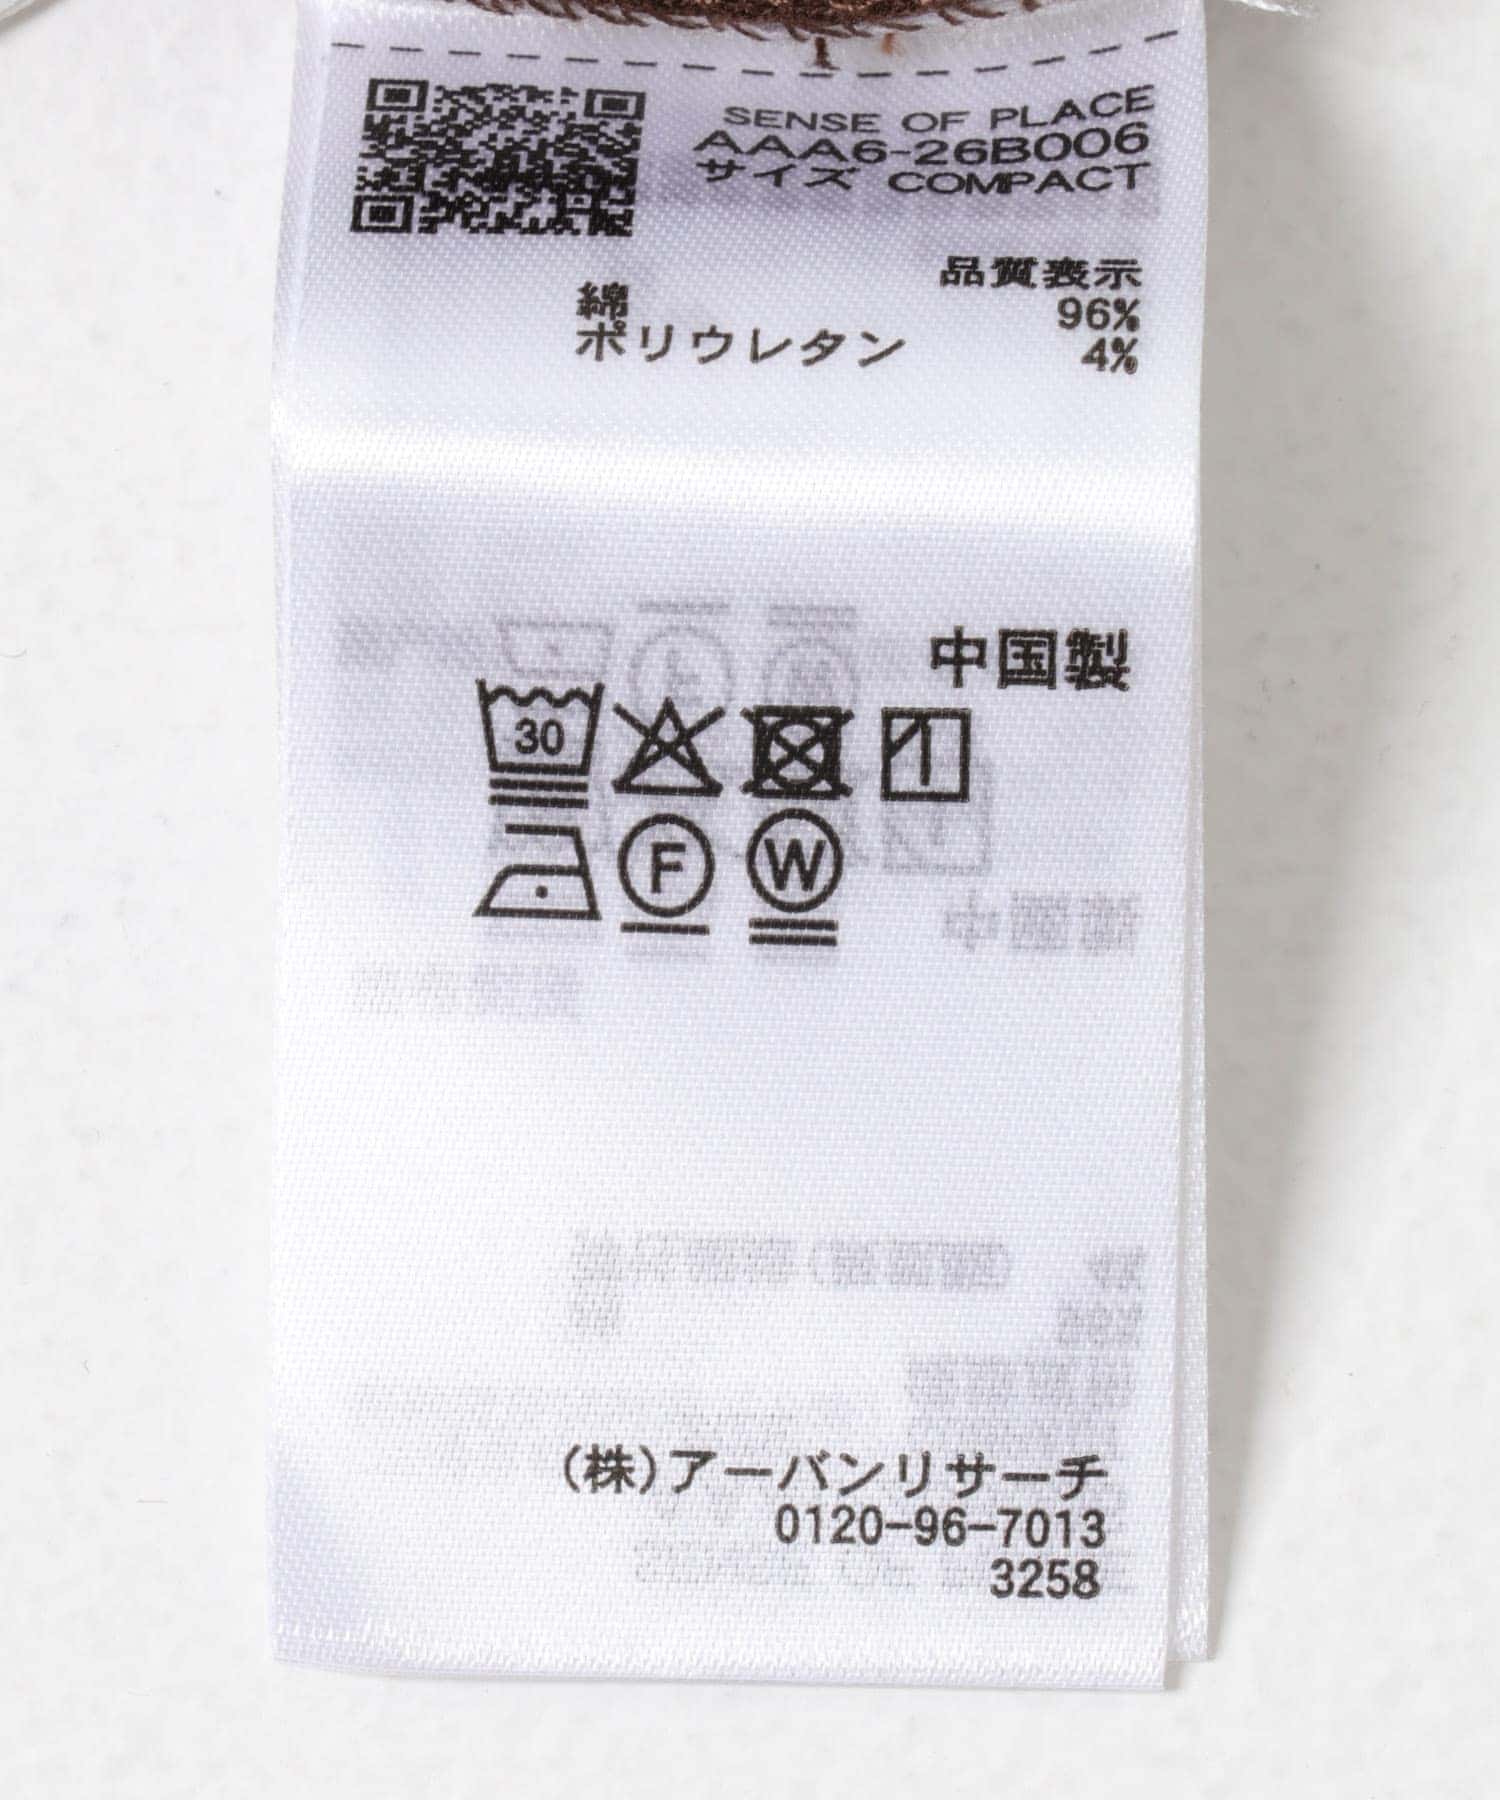 SENSE OF PLACE
AAA6-26B006
サイズ COMPACT
品質表示
綿 96%
ポリウレタン 4%
中国製
30
F W
(株)アーバンリサーチ
0120-96-7013
3258